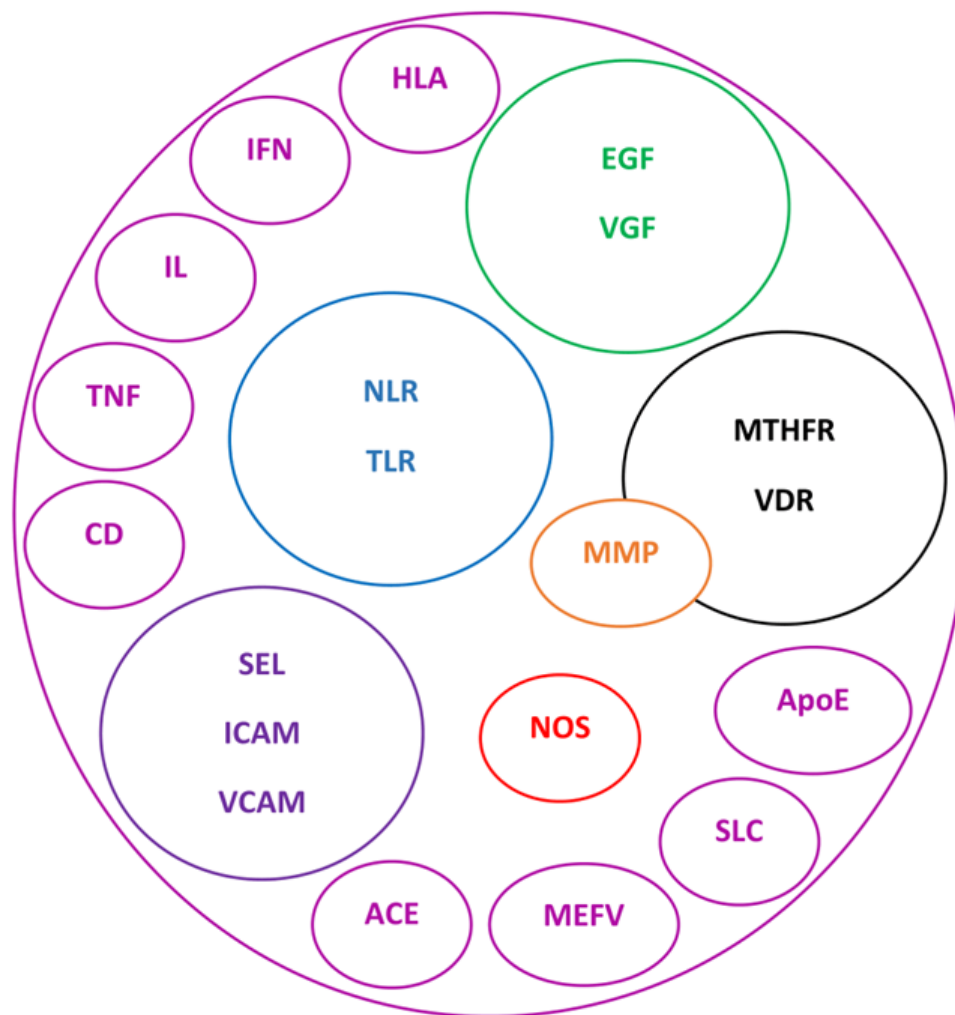 HLA
IFN
EGF
VGF
IL
TNF
NLR
TLR
MTHFR
VDR
CD
MMP
SEL
ICAM
VCAM
NOS
ApoE
SLC
ACE
MEFV